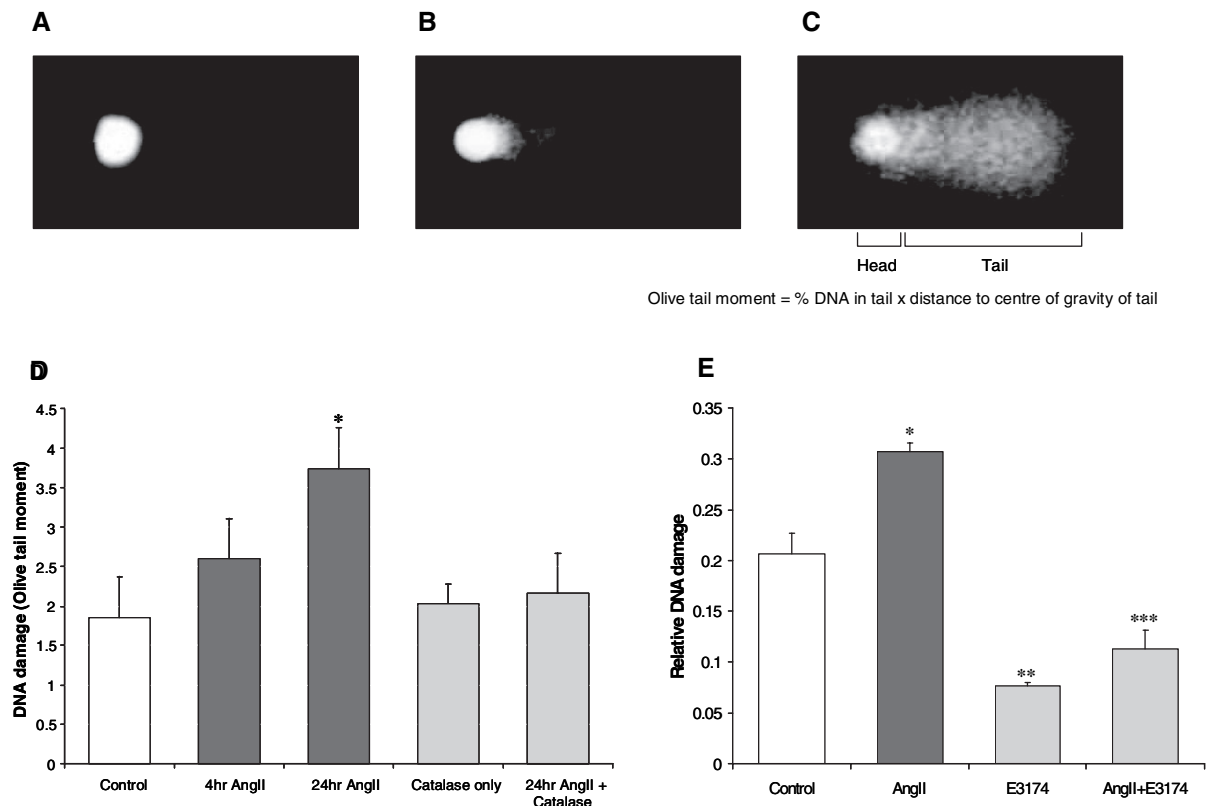 A
B
C
Head
Tail
Olive tail moment = % DNA in tail x distance to centre of gravity of tail
D
DNA damage (Olive tail moment)
4.5
4
3.5
3
2.5
2
1.5
1
0.5
0
*
Control
4hr AngII
24hr AngII
Catalase only
24hr AngII +
Catalase
E
Relative DNA damage
0.35
0.3
0.25
0.2
0.15
0.1
0.05
0
*
**
***
Control
AngII
E3174
AngII+E3174